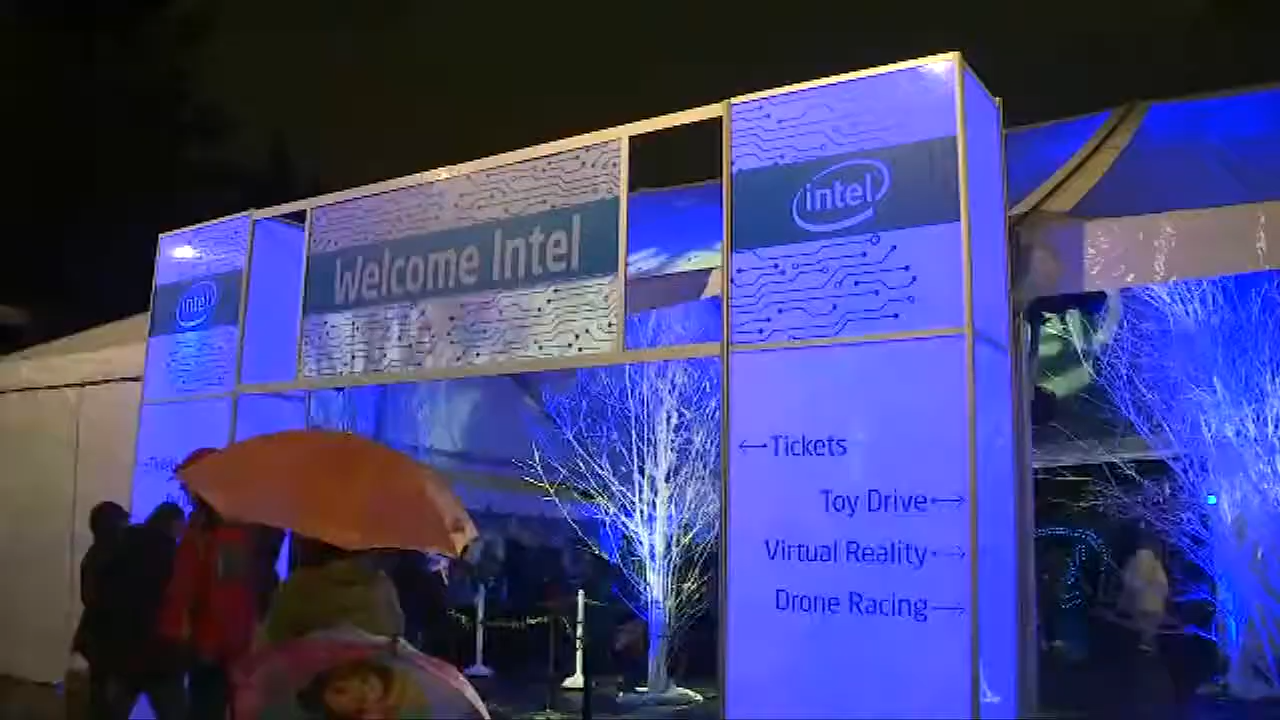 intel
Welcome Intel
intel
←Tickets
Toy Drive→
Virtual Reality→
Drone Racing→